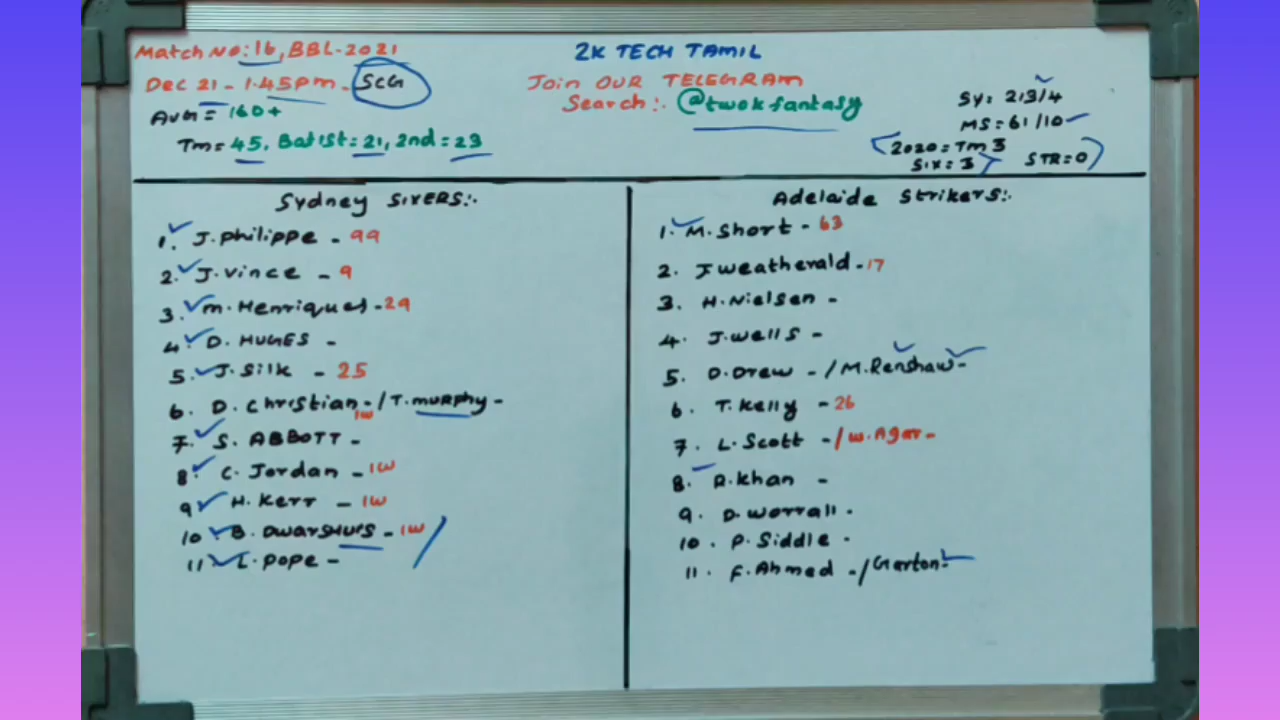 Match No:16, BBL-2021
Dec 21 - 1.45pm - SCG
AVG = 160+
Tm= 45, Bat 1st = 21, 2nd = 23
2K TECH TAMIL
Join OUR TELEGRAM
Search:- @twokfantasy
SY: 213/4
MS = 61/10
(2020 = Tm 3
SIX = 3) STR=0)
Sydney SIXERS:-
1. J. Philippe - 99
2. J. Vince - 9
3. M. Henriques - 29
4. D. HUGES -
5. J. Silk - 25
6. D. Christian - 1W /T. MURPHY -
7. S. ABBOTT -
8. C. Jordan - 1W
9. H. Kerr - 1W
10. B. DwarSHUIS - 1W
11. L. Pope -
Adelaide Strikers:-
1. M. Short - 63
2. J weatherald - 17
3. H. Nielsen -
4. J. wells -
5. D. Drew - /M. Renshaw -
6. T. Kelly - 26
7. L. Scott - /W. Agar -
8. R. Khan -
9. D. Worrall -
10. P. Siddle -
11. F. Ahmed - /Garton -